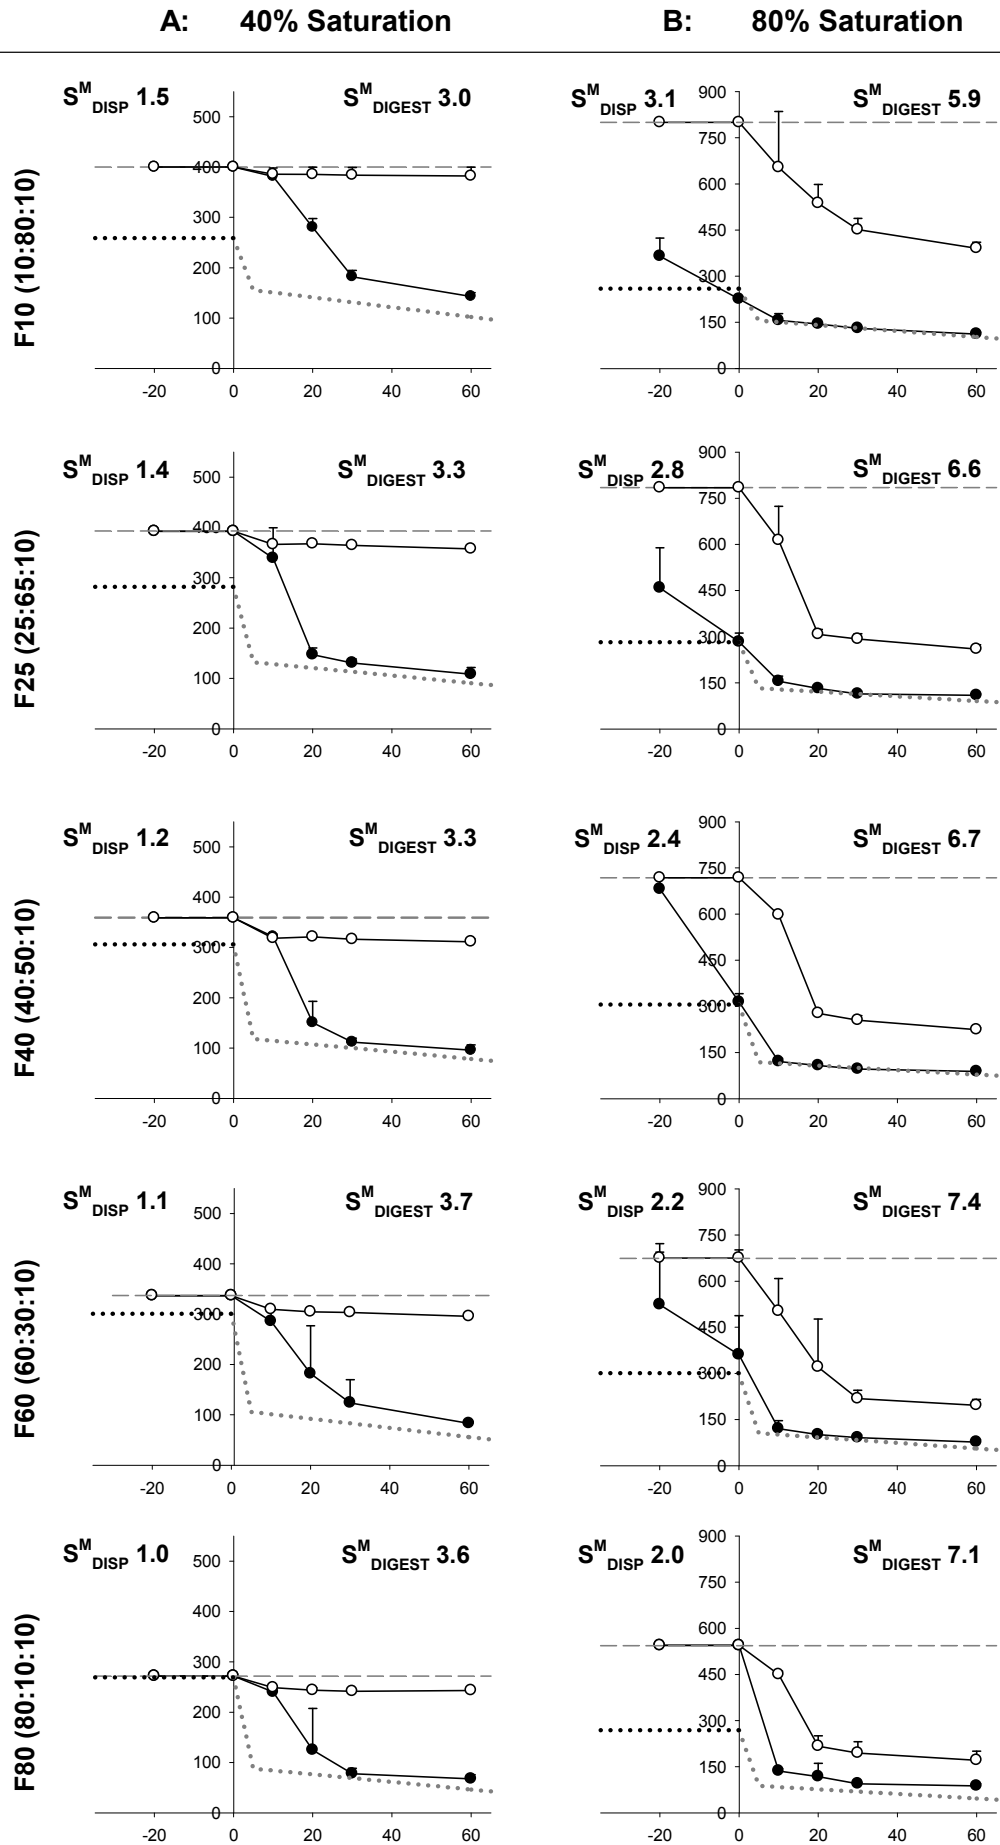 A: 40% Saturation B: 80% Saturation
F10 (10:80:10)
S^M_DISP 1.5 S^M_DIGEST 3.0
500
400
300
200
100
0
-20 0 20 40 60
S^M_DISP 3.1 S^M_DIGEST 5.9
900
750
600
450
300
150
0
-20 0 20 40 60
F25 (25:65:10)
S^M_DISP 1.4 S^M_DIGEST 3.3
500
400
300
200
100
0
-20 0 20 40 60
S^M_DISP 2.8 S^M_DIGEST 6.6
900
750
600
450
300
150
0
-20 0 20 40 60
F40 (40:50:10)
S^M_DISP 1.2 S^M_DIGEST 3.3
500
400
300
200
100
0
-20 0 20 40 60
S^M_DISP 2.4 S^M_DIGEST 6.7
900
750
600
450
300
150
0
-20 0 20 40 60
F60 (60:30:10)
S^M_DISP 1.1 S^M_DIGEST 3.7
500
400
300
200
100
0
-20 0 20 40 60
S^M_DISP 2.2 S^M_DIGEST 7.4
900
750
600
450
300
150
0
-20 0 20 40 60
F80 (80:10:10)
S^M_DISP 1.0 S^M_DIGEST 3.6
500
400
300
200
100
0
-20 0 20 40 60
S^M_DISP 2.0 S^M_DIGEST 7.1
900
750
600
450
300
150
0
-20 0 20 40 60